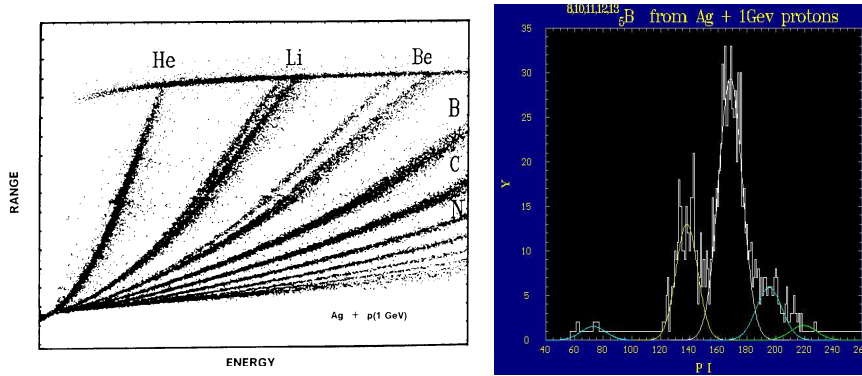 He Li Be
B
C
N
RANGE
Ag + p(1 GeV)
ENERGY
8,10,11,12,13 5B from Ag + 1Gev protons
35
30
25
20
15
10
5
0
Y
40 60 80 100 120 140 160 180 200 220 240 260
P I